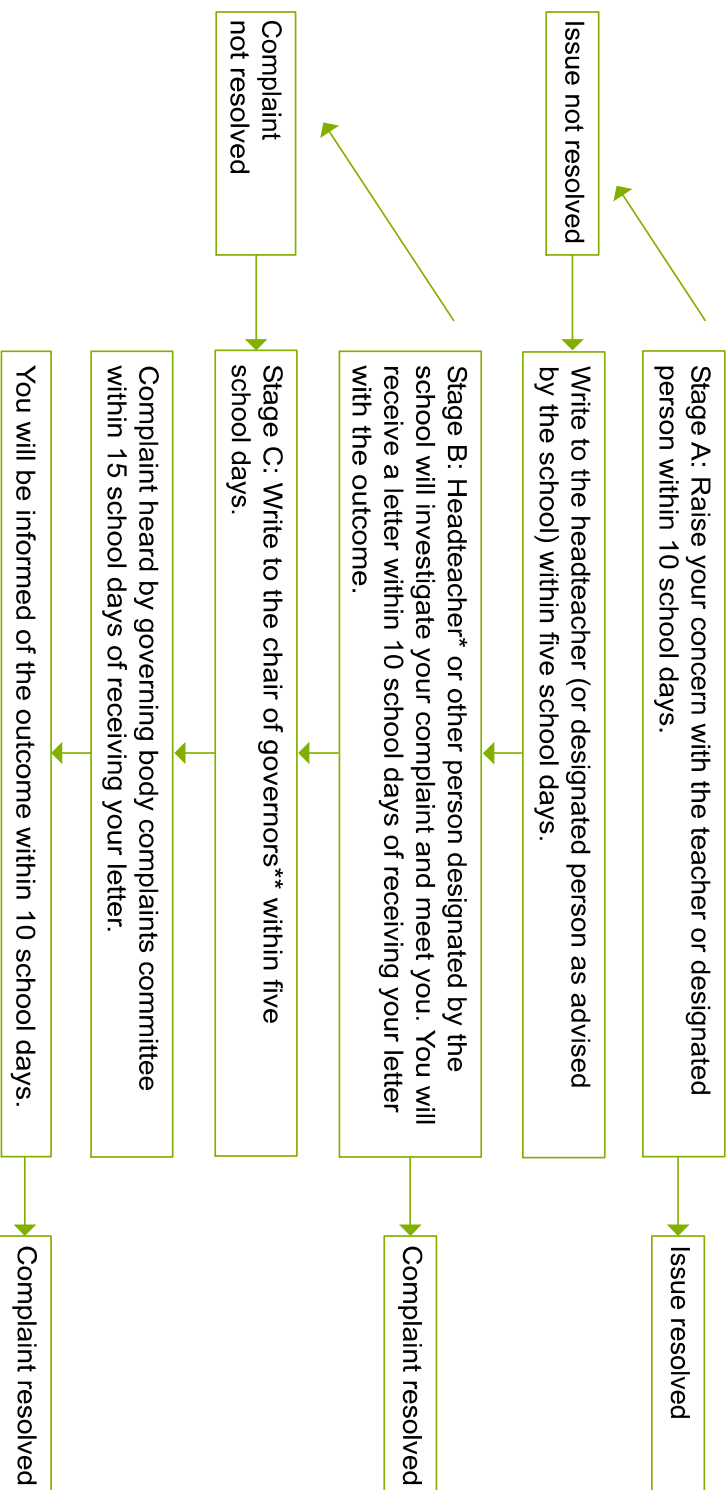 Stage A: Raise your concern with the teacher or designated
person within 10 school days.
Issue resolved
Issue not resolved
Write to the headteacher (or designated person as advised
by the school) within five school days.
Stage B: Headteacher* or other person designated by the
school will investigate your complaint and meet you. You will
receive a letter within 10 school days of receiving your letter
with the outcome.
Complaint resolved
Complaint
not resolved
Stage C: Write to the chair of governors** within five
school days.
Complaint heard by governing body complaints committee
within 15 school days of receiving your letter.
You will be informed of the outcome within 10 school days.
Complaint resolved